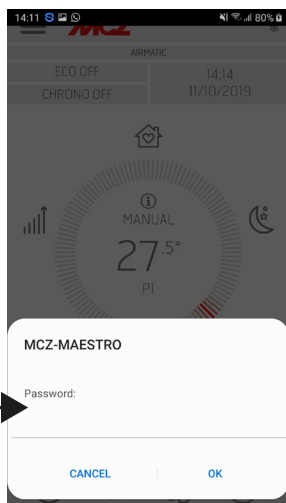 14:11 80%
MCZ
AIRMATIC
ECO OFF
CHRONO OFF
14:14
11/10/2019
MANUAL
27.5°
P1
MCZ-MAESTRO
Password:
CANCEL OK